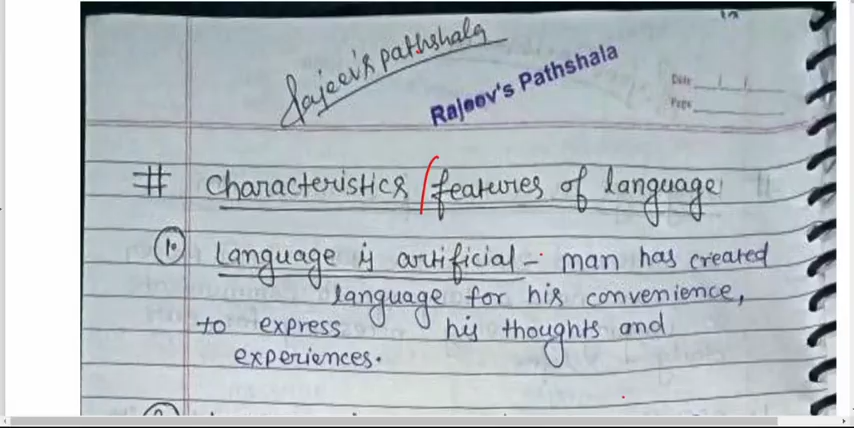 Rajeev's pathshala
Rajeev's Pathshala
Date
Page
# Characteristics / features of language
1. Language is artificial - man has created
language for his convenience,
to express his thoughts and
experiences.